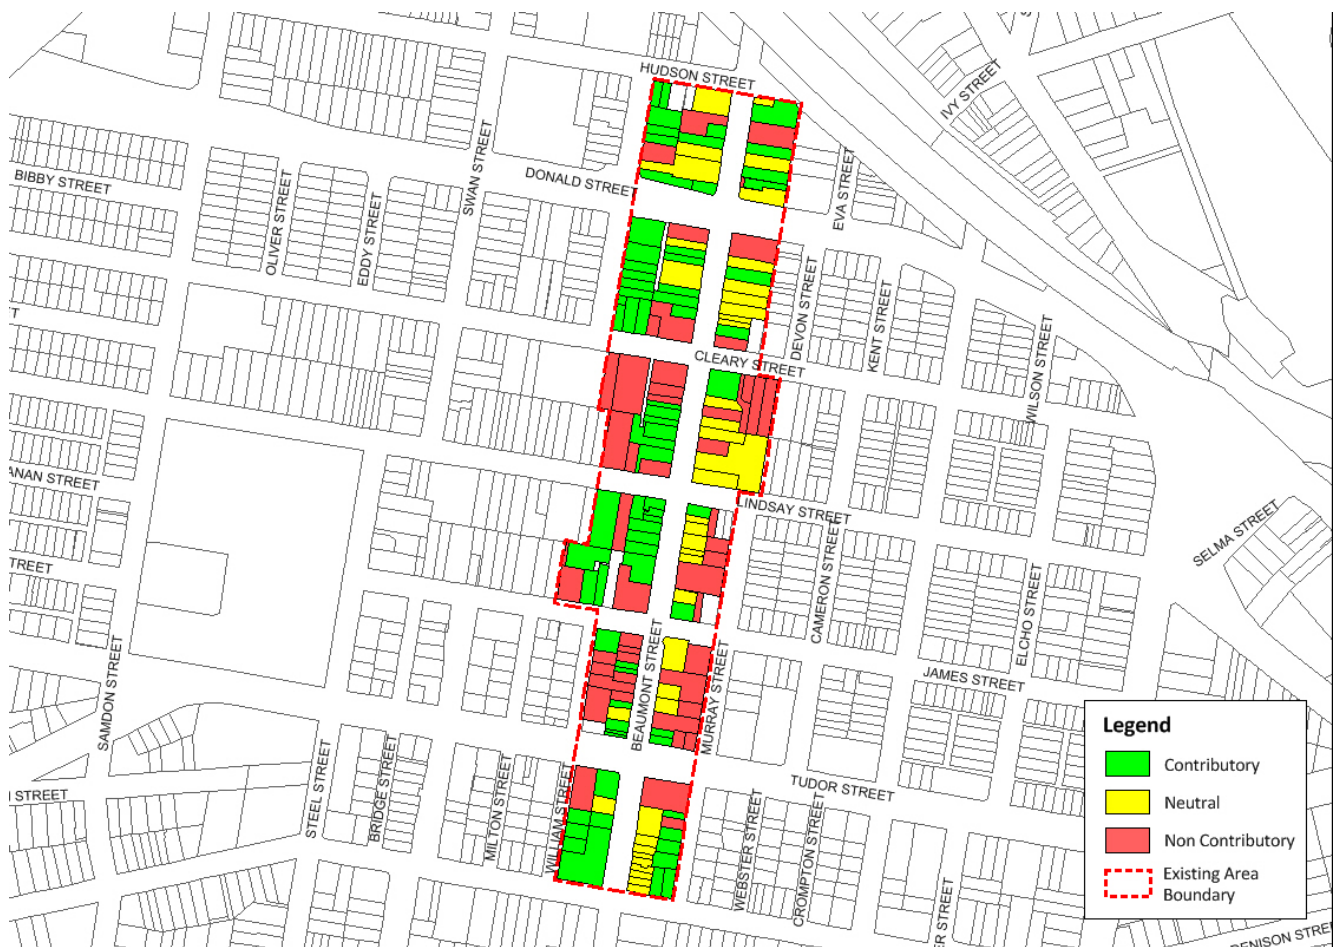 HUDSON STREET
IVY STREET
SWAN STREET
BIBBY STREET
DONALD STREET
OLIVER STREET
EDDY STREET
EVA STREET
DEVON STREET
KENT STREET
CLEARY STREET
WILSON STREET
ANAN STREET
LINDSAY STREET
SELMA STREET
TREET
CAMERON STREET
ELCHO STREET
JAMES STREET
SAMDON STREET
BEAUMONT STREET
MURRAY STREET
TUDOR STREET
STREET
STEEL STREET
BRIDGE STREET
MILTON STREET
WILLIAM STREET
WEBSTER STREET
CROMPTON STREET
R STREET
DENISON STREE
Legend
Contributory
Neutral
Non Contributory
Existing Area
Boundary